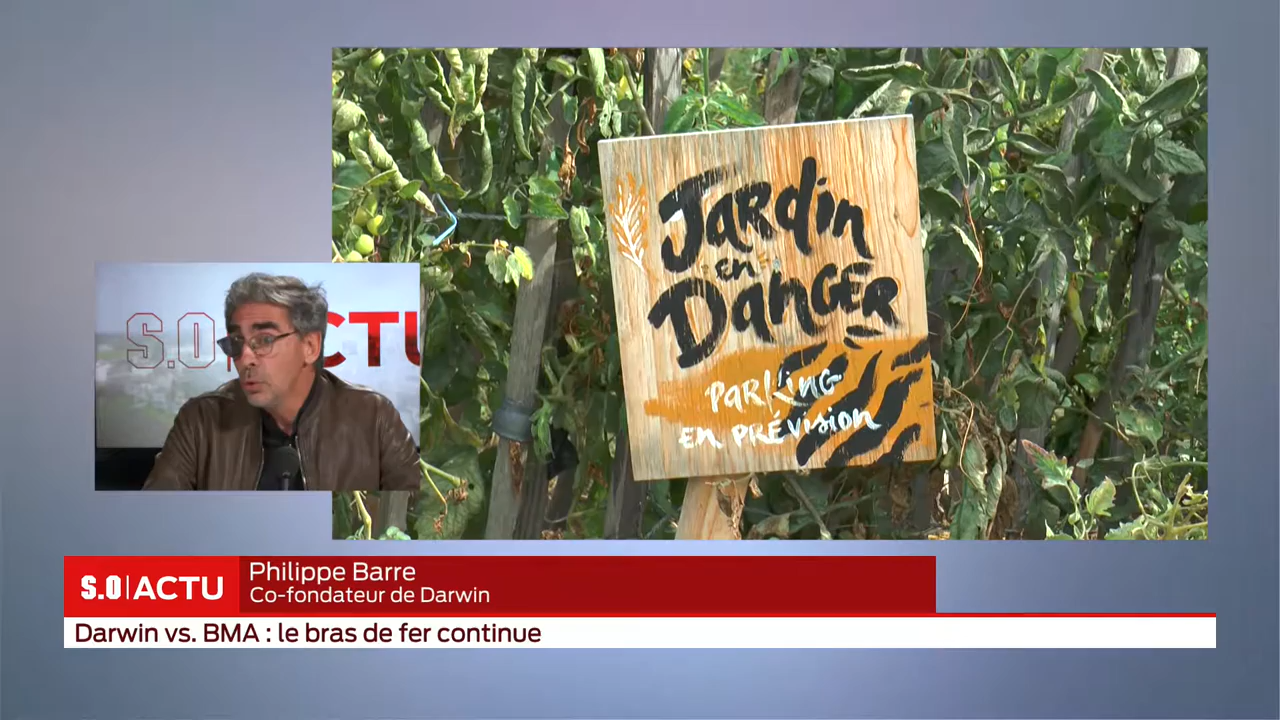 Jardin
en
Danger
Parking
en prévision
S.O ACTU
S.O|ACTU
Philippe Barre
Co-fondateur de Darwin
Darwin vs. BMA : le bras de fer continue